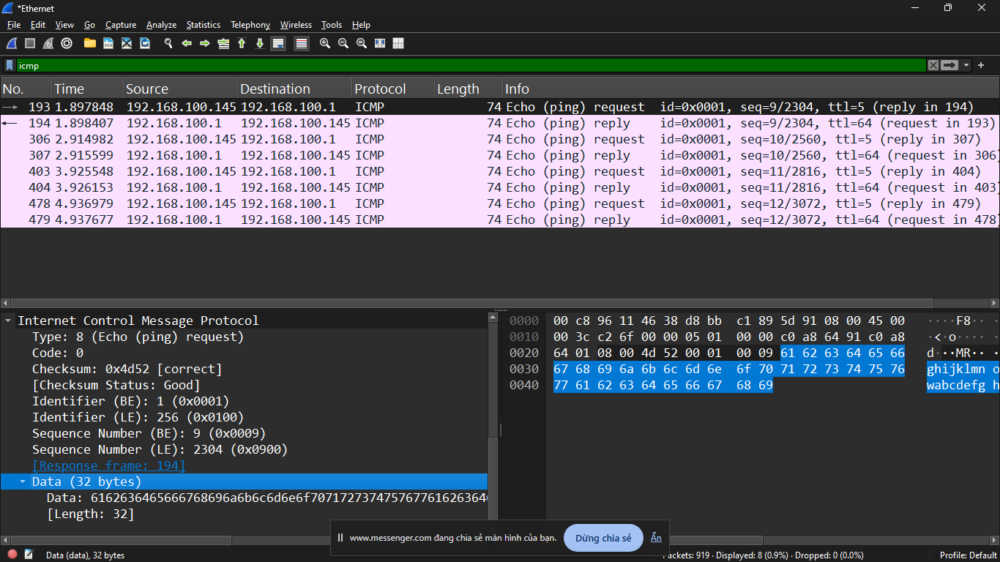 *Ethernet
File Edit View Go Capture Analyze Statistics Telephony Wireless Tools Help
icmp
No. Time Source Destination Protocol Length Info
193 1.897848 192.168.100.145 192.168.100.1 ICMP 74 Echo (ping) request id=0x0001, seq=9/2304, ttl=5 (reply in 194)
194 1.898407 192.168.100.1 192.168.100.145 ICMP 74 Echo (ping) reply id=0x0001, seq=9/2304, ttl=64 (request in 193)
306 2.914982 192.168.100.145 192.168.100.1 ICMP 74 Echo (ping) request id=0x0001, seq=10/2560, ttl=5 (reply in 307)
307 2.915599 192.168.100.1 192.168.100.145 ICMP 74 Echo (ping) reply id=0x0001, seq=10/2560, ttl=64 (request in 306
403 3.925548 192.168.100.145 192.168.100.1 ICMP 74 Echo (ping) request id=0x0001, seq=11/2816, ttl=5 (reply in 404)
404 3.926153 192.168.100.1 192.168.100.145 ICMP 74 Echo (ping) reply id=0x0001, seq=11/2816, ttl=64 (request in 403
478 4.936979 192.168.100.145 192.168.100.1 ICMP 74 Echo (ping) request id=0x0001, seq=12/3072, ttl=5 (reply in 479)
479 4.937677 192.168.100.1 192.168.100.145 ICMP 74 Echo (ping) reply id=0x0001, seq=12/3072, ttl=64 (request in 478
Internet Control Message Protocol
Type: 8 (Echo (ping) request)
Code: 0
Checksum: 0x4d52 [correct]
[Checksum Status: Good]
Identifier (BE): 1 (0x0001)
Identifier (LE): 256 (0x0100)
Sequence Number (BE): 9 (0x0009)
Sequence Number (LE): 2304 (0x0900)
[Response frame: 194]
Data (32 bytes)
Data: 6162636465666768696a6b6c6d6e6f7071727374757677616263646
[Length: 32]
0000 00 c8 96 11 46 38 d8 bb c1 89 5d 91 08 00 45 00 ····F8··
0010 00 3c c2 6f 00 00 05 01 00 00 c0 a8 64 91 c0 a8 ·<·o····
0020 64 01 08 00 4d 52 00 01 00 09 61 62 63 64 65 66 d···MR··
0030 67 68 69 6a 6b 6c 6d 6e 6f 70 71 72 73 74 75 76 ghijklmn o
0040 77 61 62 63 64 65 66 67 68 69 wabcdefg h
www.messenger.com đang chia sẻ màn hình của bạn. Dừng chia sẻ Ẩn
Data (data), 32 bytes
Packets: 919 · Displayed: 8 (0.9%) · Dropped: 0 (0.0%)
Profile: Default